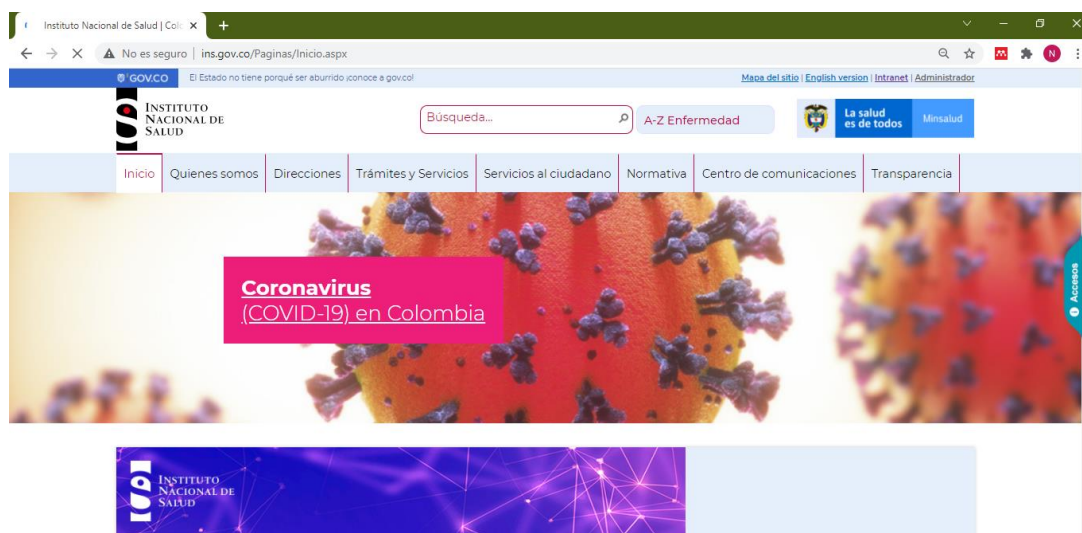 Instituto Nacional de Salud | Col
No es seguro | ins.gov.co/Paginas/Inicio.aspx
N
GOV.CO El Estado no tiene porqué ser aburrido ¡conoce a gov.co! Mapa del sitio | English version | Intranet | Administrador
INSTITUTO
NACIONAL DE
SALUD
Búsqueda...
A-Z Enfermedad
La salud
es de todos
Minsalud
Inicio Quienes somos Direcciones Trámites y Servicios Servicios al ciudadano Normativa Centro de comunicaciones Transparencia
Coronavirus
(COVID-19) en Colombia
Accesos
INSTITUTO
NACIONAL DE
SALUD